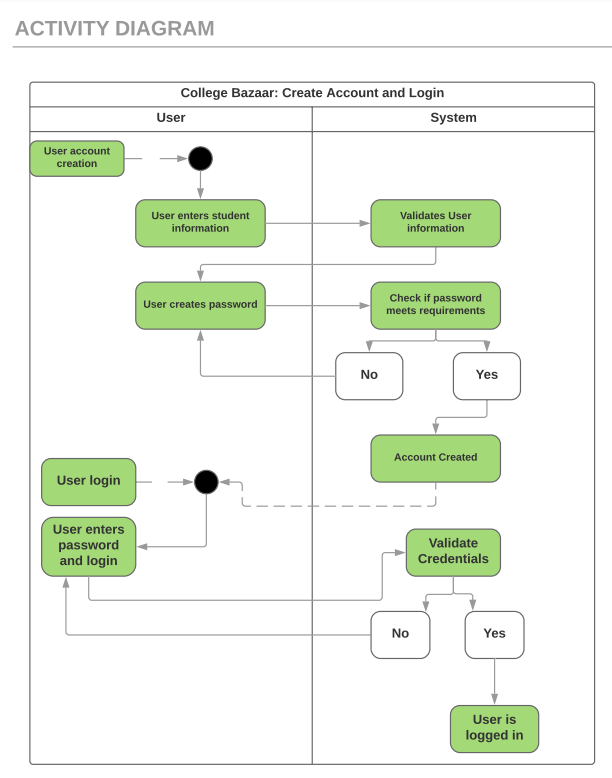 ACTIVITY DIAGRAM
College Bazaar: Create Account and Login
User
System
User account
creation
User enters student
information
Validates User
information
User creates password
Check if password
meets requirements
No
Yes
Account Created
User login
User enters
password
and login
Validate
Credentials
No
Yes
User is
logged in